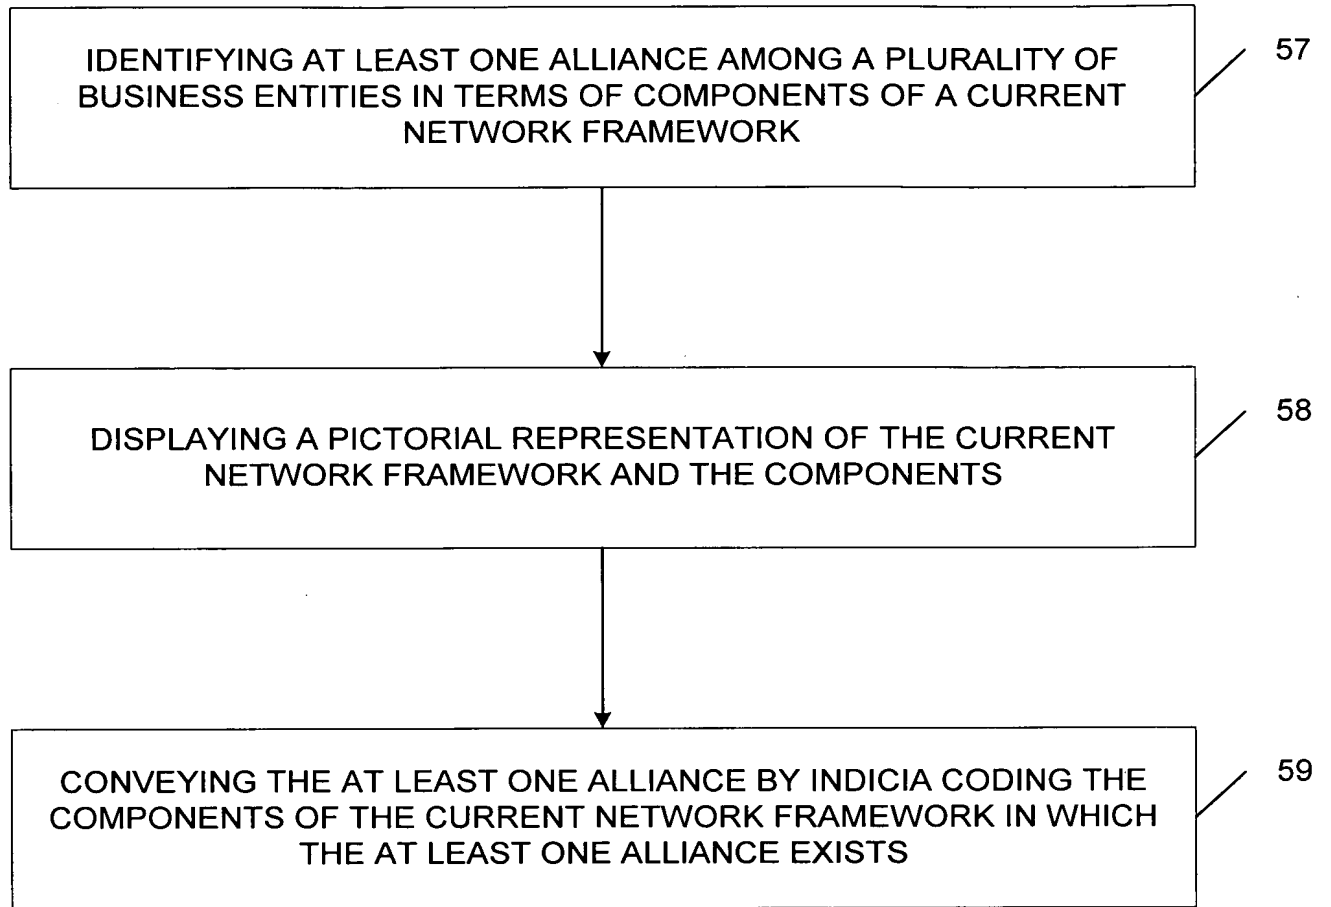 IDENTIFYING AT LEAST ONE ALLIANCE AMONG A PLURALITY OF
BUSINESS ENTITIES IN TERMS OF COMPONENTS OF A CURRENT
NETWORK FRAMEWORK
57
DISPLAYING A PICTORIAL REPRESENTATION OF THE CURRENT
NETWORK FRAMEWORK AND THE COMPONENTS
58
CONVEYING THE AT LEAST ONE ALLIANCE BY INDICIA CODING THE
COMPONENTS OF THE CURRENT NETWORK FRAMEWORK IN WHICH
THE AT LEAST ONE ALLIANCE EXISTS
59